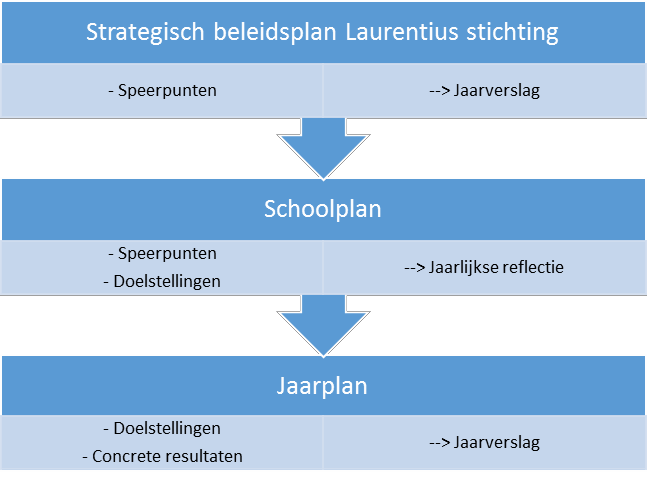 Strategisch beleidsplan Laurentius stichting
- Speerpunten
--> Jaarverslag
Schoolplan
- Speerpunten
- Doelstellingen
--> Jaarlijkse reflectie
Jaarplan
- Doelstellingen
- Concrete resultaten
--> Jaarverslag